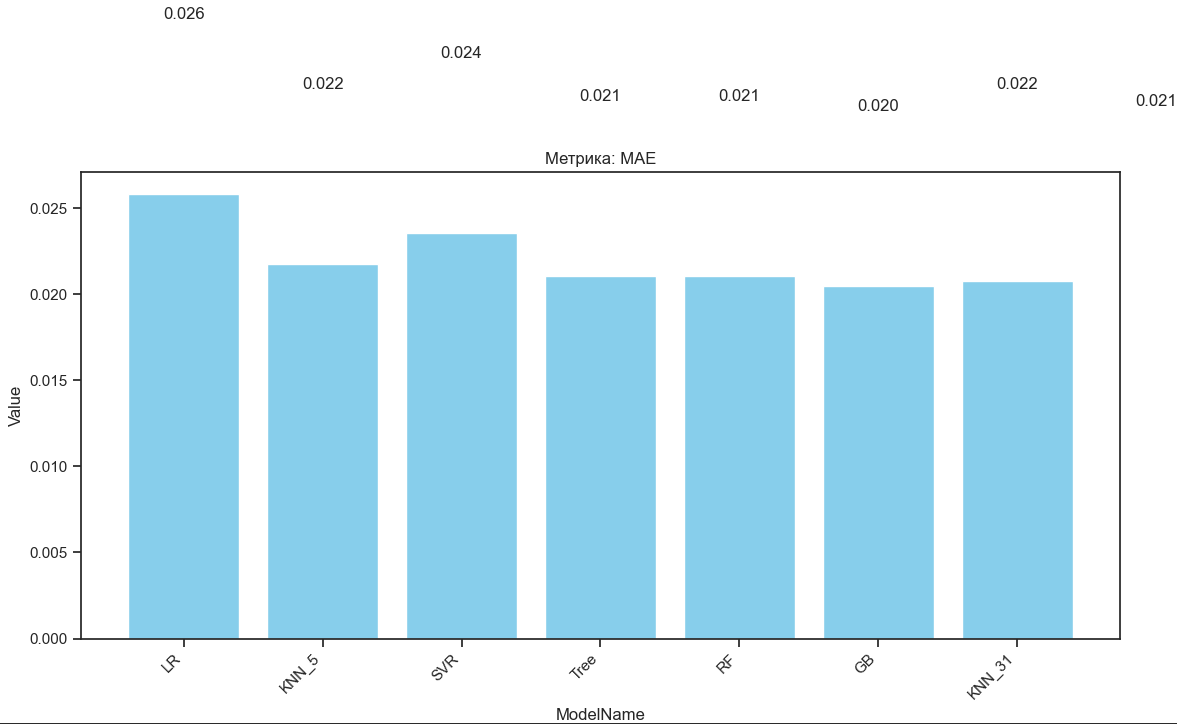 0.026
0.024
0.022
0.022
0.021
0.021
0.020
0.021
Метрика: MAE
0.025
0.020
0.015
0.010
0.005
0.000
Value
LR
KNN_5
SVR
Tree
RF
GB
KNN_31
ModelName